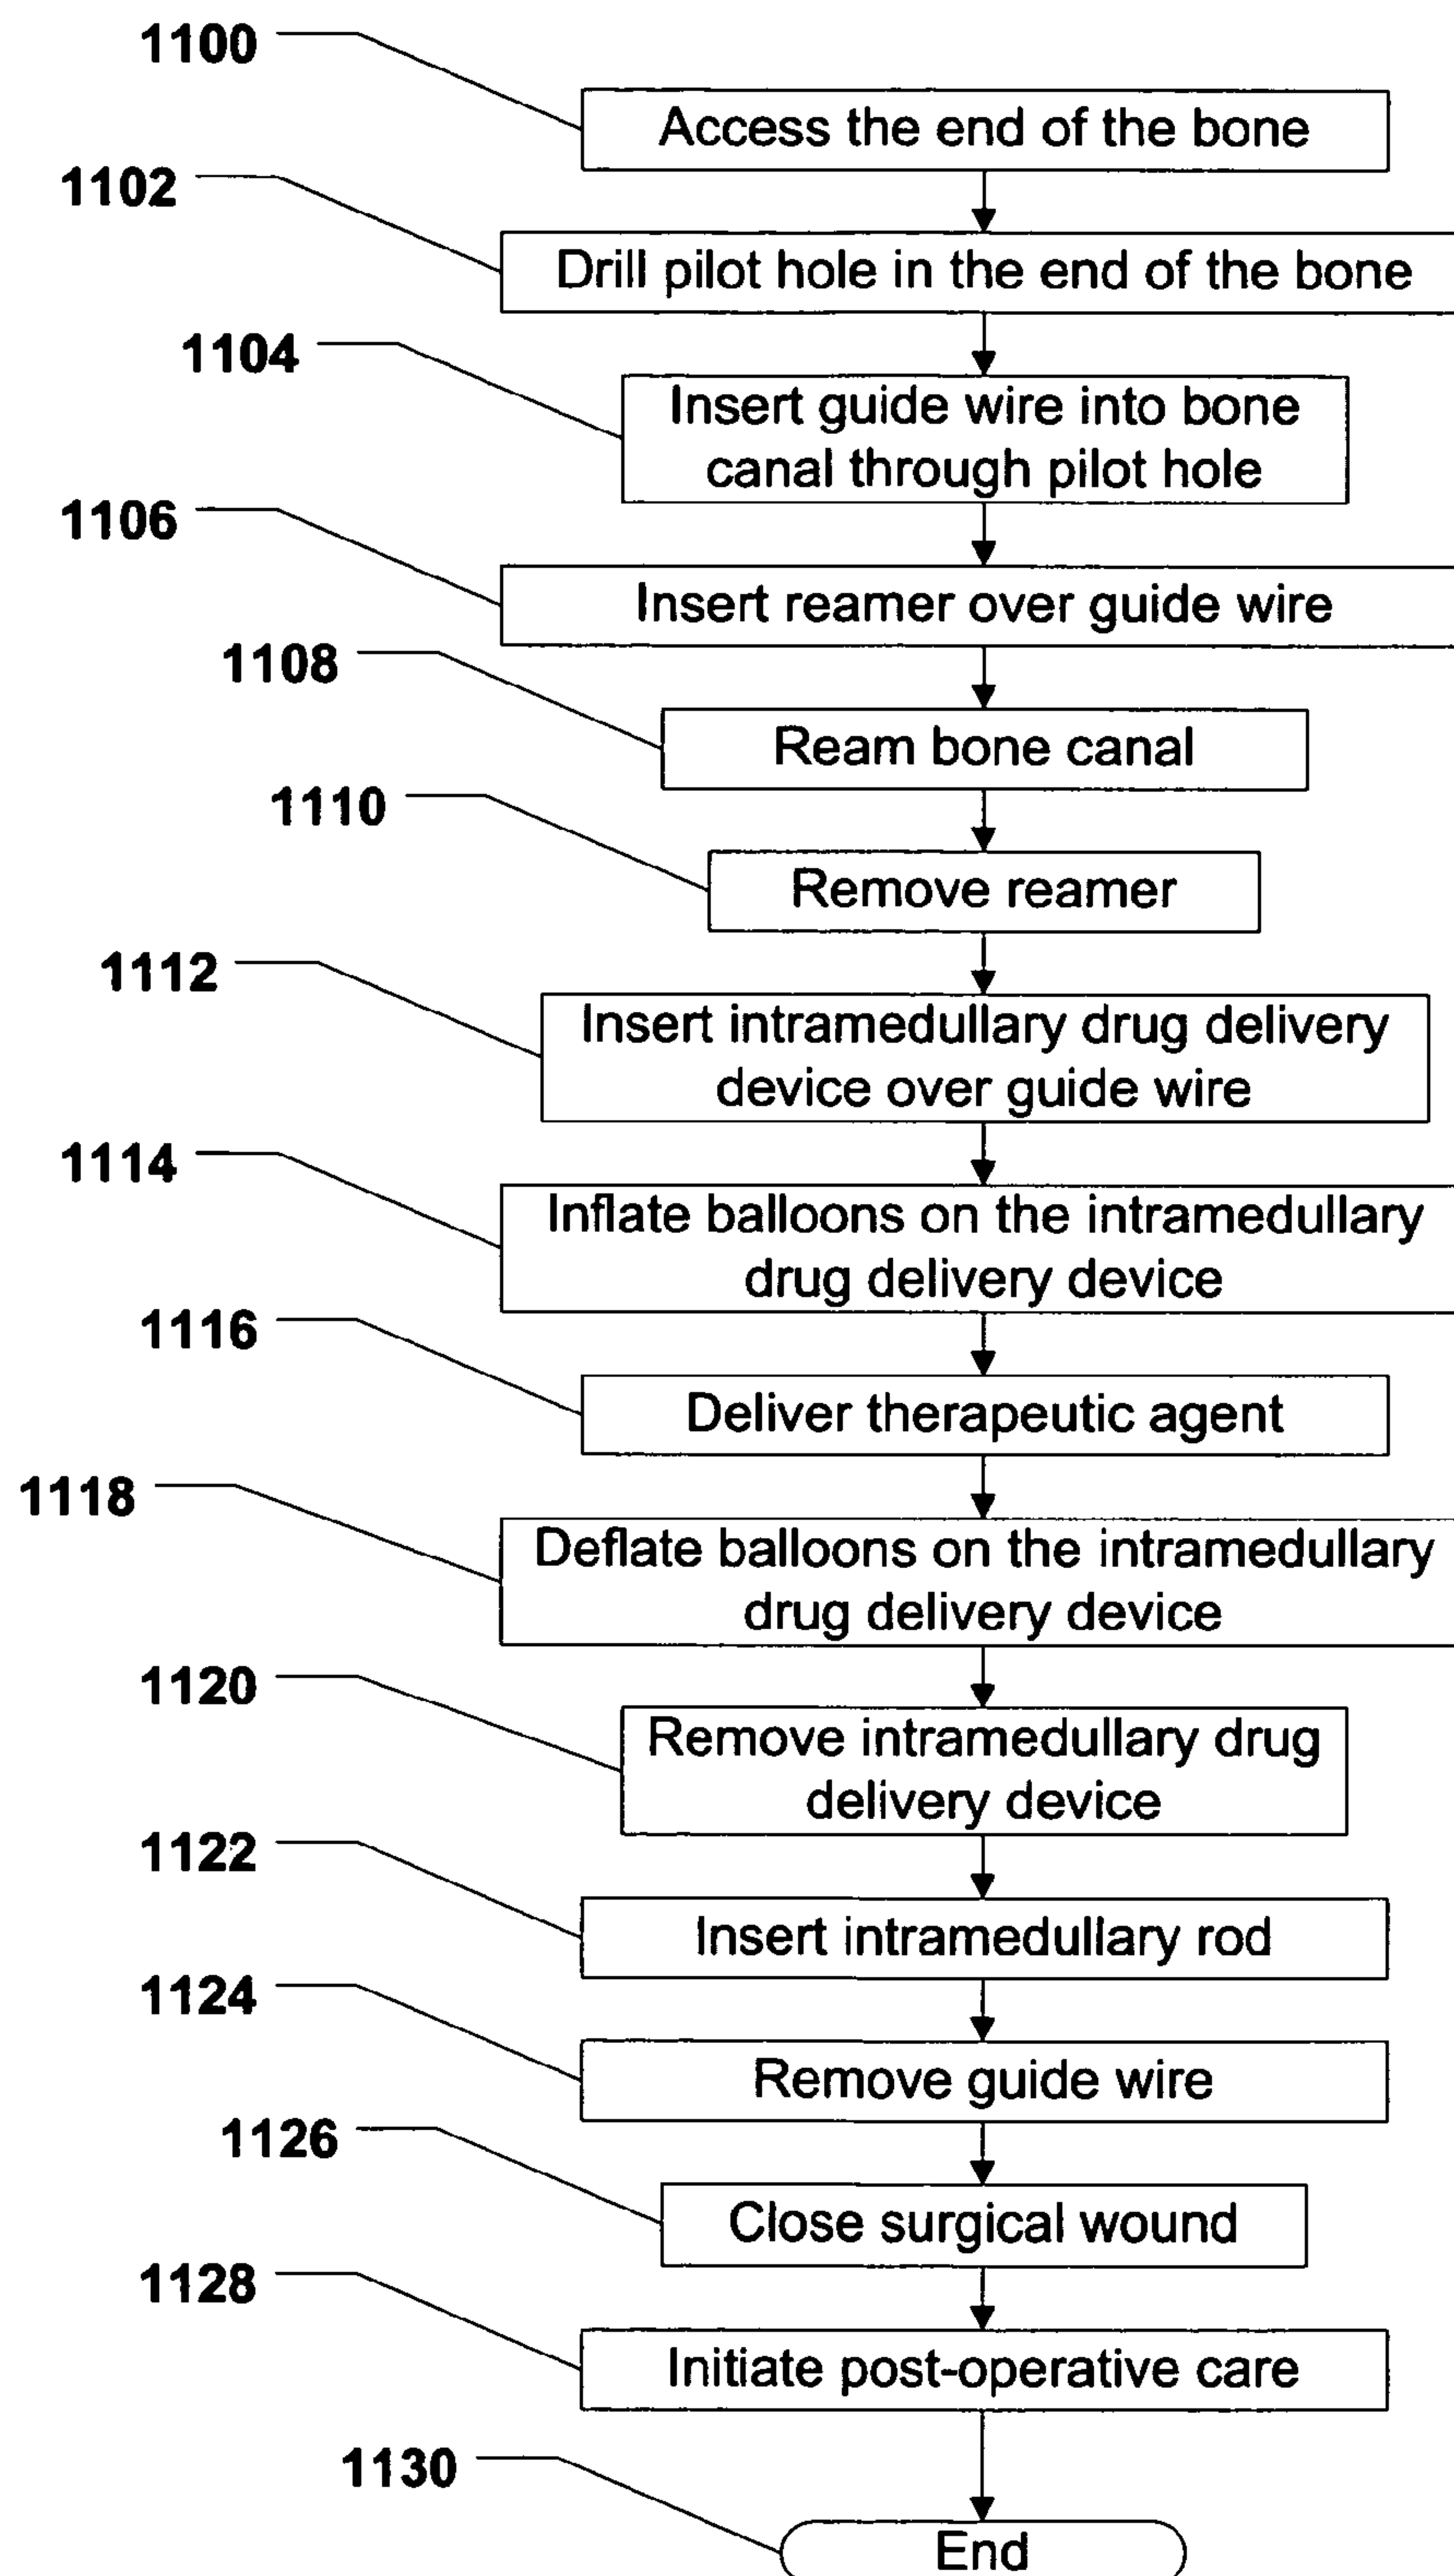 1100
Access the end of the bone
1102
Drill pilot hole in the end of the bone
1104
Insert guide wire into bone
canal through pilot hole
1106
Insert reamer over guide wire
1108
Ream bone canal
1110
Remove reamer
1112
Insert intramedullary drug delivery
device over guide wire
1114
Inflate balloons on the intramedullary
drug delivery device
1116
Deliver therapeutic agent
1118
Deflate balloons on the intramedullary
drug delivery device
1120
Remove intramedullary drug
delivery device
1122
Insert intramedullary rod
1124
Remove guide wire
1126
Close surgical wound
1128
Initiate post-operative care
1130
End